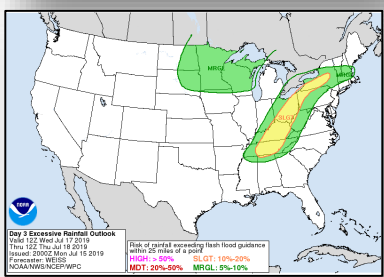 MRGL
MRGL
SLGT
noaa
Day 3 Excessive Rainfall Outlook
Valid 12Z Wed Jul 17 2019
Thru 12Z Thu Jul 18 2019
Issued: 2000Z Mon Jul 15 2019
Forecaster: WEISS
NOAA/NWS/NCEP/WPC
Risk of rainfall exceeding flash flood guidance
within 25 miles of a point
HIGH: > 50% SLGT: 10%-20%
MDT: 20%-50% MRGL: 5%-10%